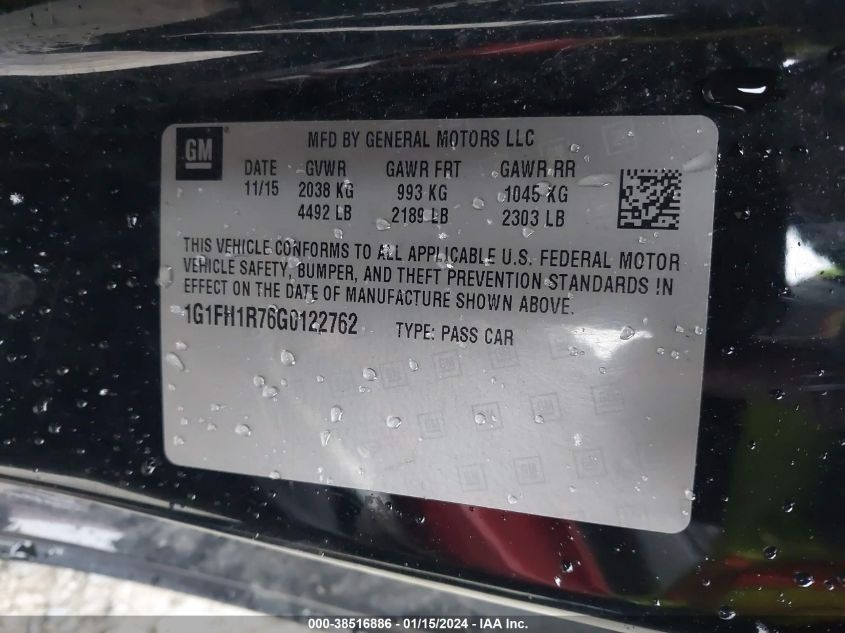 GM
MFD BY GENERAL MOTORS LLC
DATE GVWR GAWR FRT GAWR RR
11/15 2038 KG 993 KG 1045 KG
4492 LB 2189 LB 2303 LB
THIS VEHICLE CONFORMS TO ALL APPLICABLE U.S. FEDERAL MOTOR
VEHICLE SAFETY, BUMPER, AND THEFT PREVENTION STANDARDS IN
EFFECT ON THE DATE OF MANUFACTURE SHOWN ABOVE.
1G1FH1R76G0122762 TYPE: PASS CAR
000-38516886 - 01/15/2024 - IAA Inc.